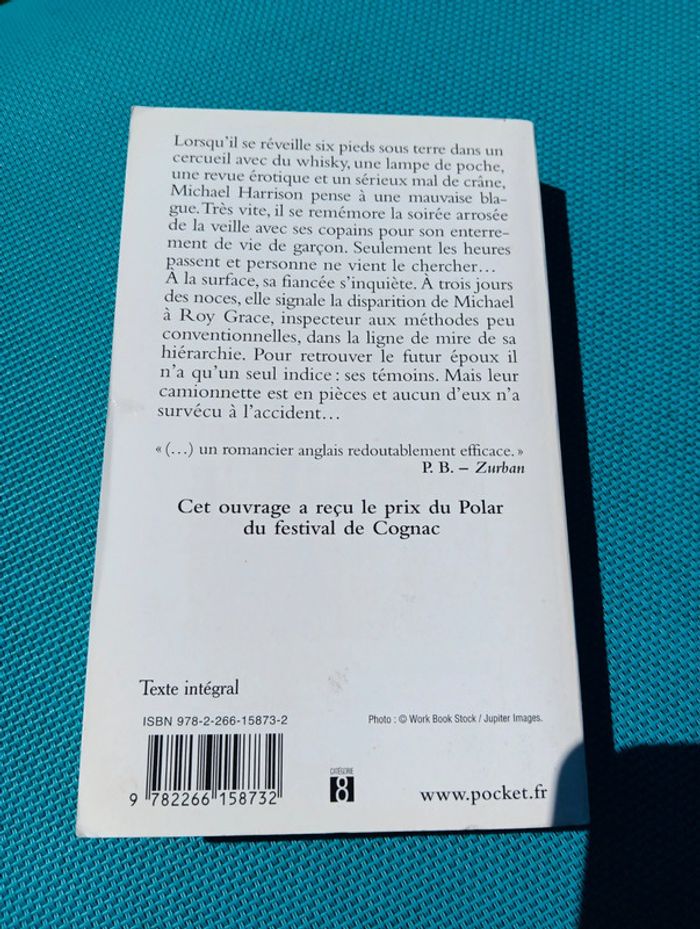 Lorsqu'il se réveille six pieds sous terre dans un
cercueil avec du whisky, une lampe de poche,
une revue érotique et un sérieux mal de crâne,
Michael Harrison pense à une mauvaise bla-
gue. Très vite, il se remémore la soirée arrosée
de la veille avec ses copains pour son enterre-
ment de vie de garçon. Seulement les heures
passent et personne ne vient le chercher…
À la surface, sa fiancée s'inquiète. À trois jours
des noces, elle signale la disparition de Michael
à Roy Grace, inspecteur aux méthodes peu
conventionnelles, dans la ligne de mire de sa
hiérarchie. Pour retrouver le futur époux il
n'a qu'un seul indice : ses témoins. Mais leur
camionnette est en pièces et aucun d'eux n'a
survécu à l'accident…
« (…) un romancier anglais redoutablement efficace. »
P. B. – Zurban
Cet ouvrage a reçu le prix du Polar
du festival de Cognac
Texte intégral
ISBN 978-2-266-15873-2
Photo : © Work Book Stock / Jupiter Images.
9 782266 158732
CATÉGORIE
8
www.pocket.fr